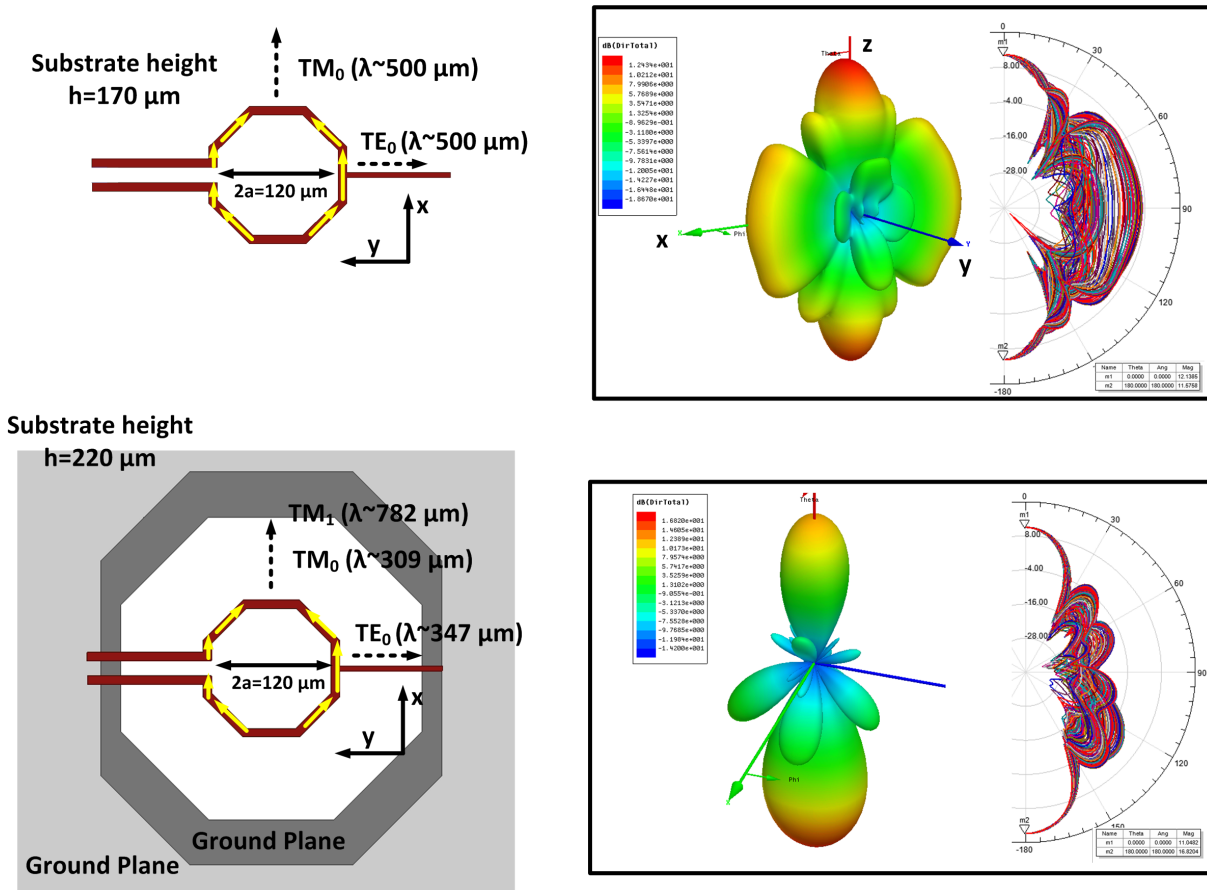 Substrate height
h=170 µm
TM₀ (λ~500 µm)
TE₀ (λ~500 µm)
2a=120 µm
x
y
dB(DirTotal)
1.2434e+001
1.0212e+001
7.9906e+000
5.7689e+000
3.5471e+000
1.3254e+000
-8.9629e-001
-3.1180e+000
-5.3397e+000
-7.5614e+000
-9.7831e+000
-1.2005e+001
-1.4227e+001
-1.6448e+001
-1.8670e+001
Theta
z
x
Phi
y
0
m1
30
8.00
-4.00
60
-16.00
-28.00
90
120
m2
-180
Name Theta Ang Mag
m1 0.0000 0.0000 12.1385
m2 180.0000 180.0000 11.5758
Substrate height
h=220 µm
TM₁ (λ~782 µm)
TM₀ (λ~309 µm)
TE₀ (λ~347 µm)
2a=120 µm
x
y
Ground Plane
Ground Plane
dB(DirTotal)
1.6820e+001
1.4605e+001
1.2389e+001
1.0173e+001
7.9574e+000
5.7417e+000
3.5259e+000
1.3102e+000
-9.0554e-001
-3.1213e+000
-5.3370e+000
-7.5528e+000
-9.7685e+000
-1.1984e+001
-1.4200e+001
Theta
Phi
0
m1
30
8.00
-4.00
60
-16.00
-28.00
90
120
150
m2
-180
Name Theta Ang Mag
m1 0.0000 0.0000 11.0482
m2 180.0000 180.0000 16.8204